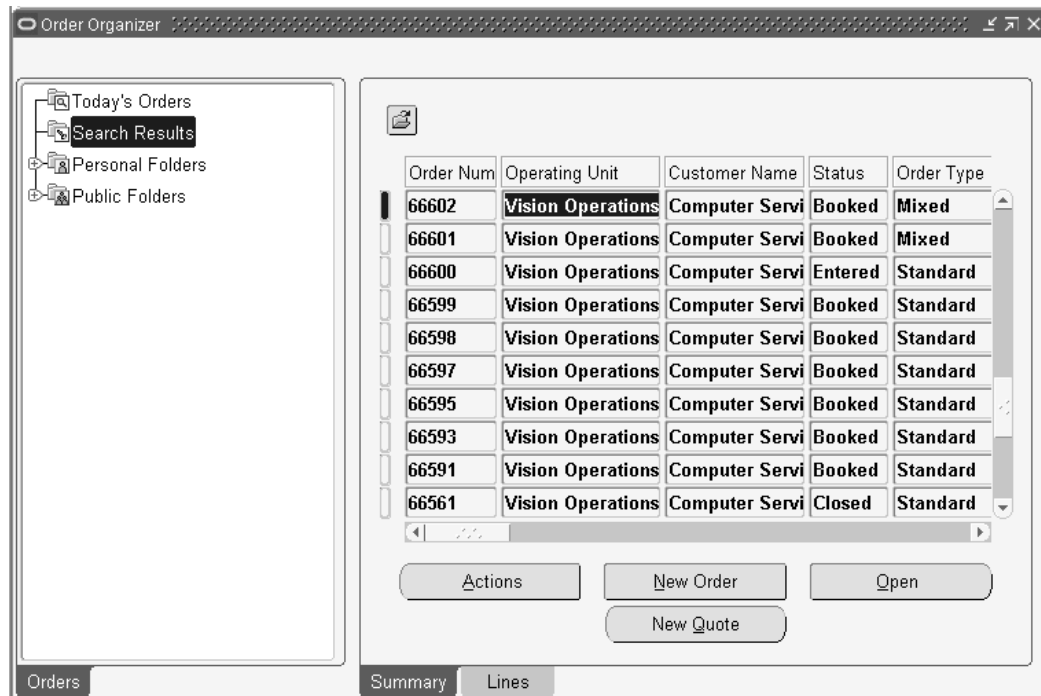 Order Organizer
Today's Orders
Search Results
Personal Folders
Public Folders
Order Num Operating Unit Customer Name Status Order Type
66602 Vision Operations Computer Servi Booked Mixed
66601 Vision Operations Computer Servi Booked Mixed
66600 Vision Operations Computer Servi Entered Standard
66599 Vision Operations Computer Servi Booked Standard
66598 Vision Operations Computer Servi Booked Standard
66597 Vision Operations Computer Servi Booked Standard
66595 Vision Operations Computer Servi Booked Standard
66593 Vision Operations Computer Servi Booked Standard
66591 Vision Operations Computer Servi Booked Standard
66561 Vision Operations Computer Servi Closed Standard
Actions New Order Open
New Quote
Orders Summary Lines